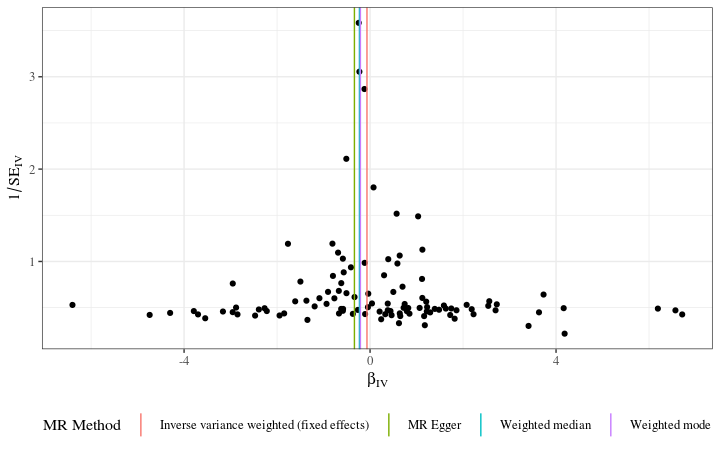 3
2
1
1/SE_IV
-4
0
4
β_IV
MR Method Inverse variance weighted (fixed effects) MR Egger Weighted median Weighted mode